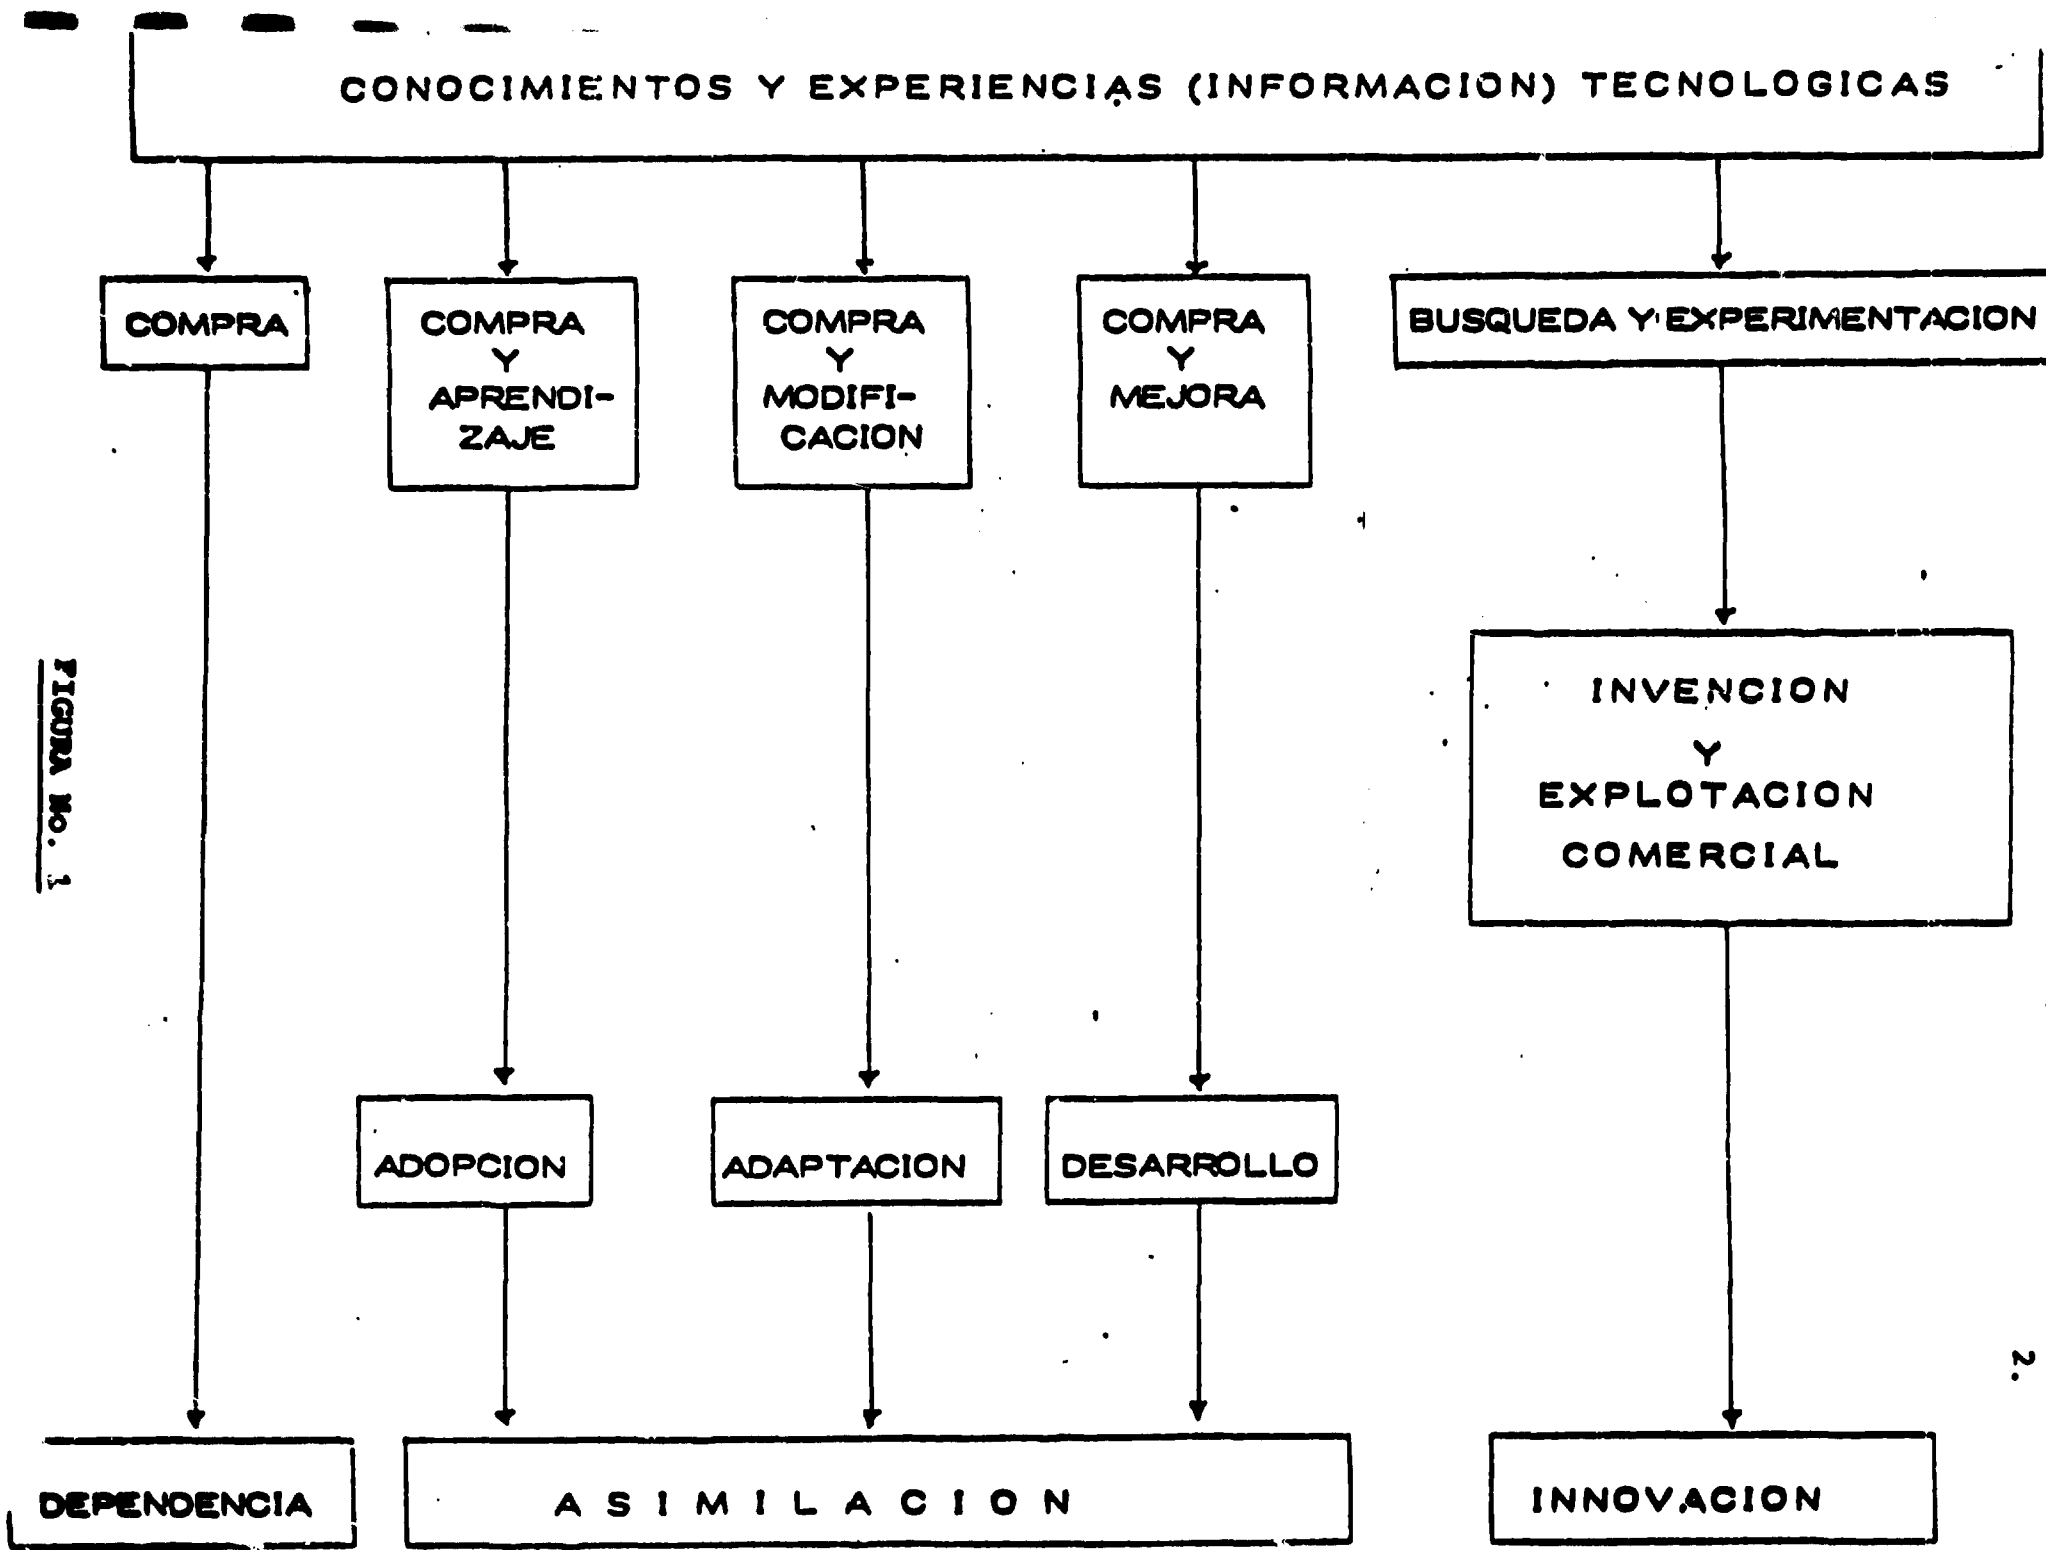 CONOCIMIENTOS Y EXPERIENCIAS (INFORMACION) TECNOLOGICAS
COMPRA
COMPRA
Y
APRENDI-
ZAJE
COMPRA
Y
MODIFI-
CACION
COMPRA
Y
MEJORA
BUSQUEDA Y EXPERIMENTACION
INVENCION
Y
EXPLOTACION
COMERCIAL
FIGURA No. 1
ADOPCION
ADAPTACION
DESARROLLO
2.
DEPENDENCIA
ASIMILACION
INNOVACION